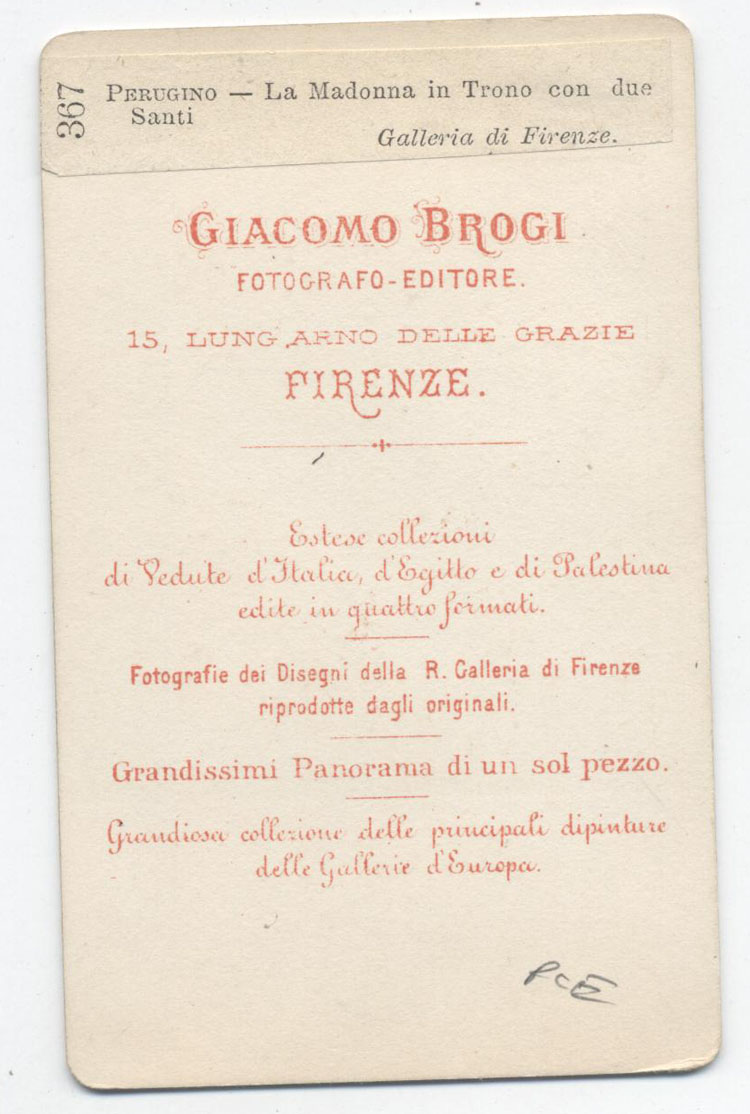 367
PERUGINO — La Madonna in Trono con due
Santi
Galleria di Firenze.
GIACOMO BROGI
FOTOGRAFO-EDITORE.
15, LUNG'ARNO DELLE GRAZIE
FIRENZE.
Estese collezioni
di Vedute d'Italia, d'Egitto e di Palestina
edite in quattro formati.
Fotografie dei Disegni della R. Galleria di Firenze
riprodotte dagli originali.
Grandissimi Panorama di un sol pezzo.
Grandiosa collezione delle principali dipinture
delle Gallerie d'Europa.